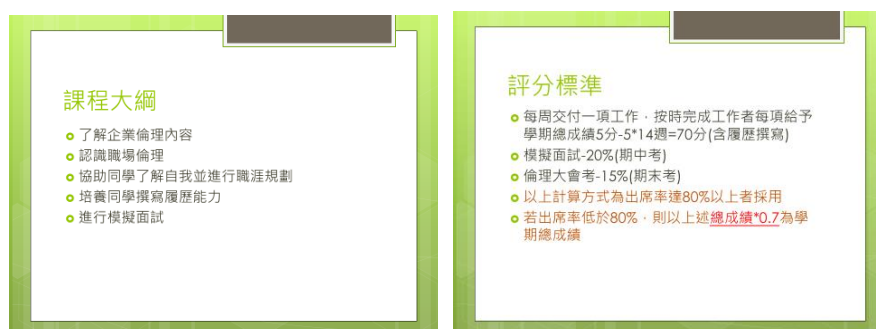 課程大綱
了解企業倫理內容
認識職場倫理
協助同學了解自我並進行職涯規劃
培養同學撰寫履歷能力
進行模擬面試
評分標準
每周交付一項工作，按時完成工作者每項給予
學期總成績5分-5*14週=70分(含履歷撰寫)
模擬面試-20%(期中考)
倫理大會考-15%(期末考)
以上計算方式為出席率達80%以上者採用
若出席率低於80%，則以上述總成績*0.7為學
期總成績